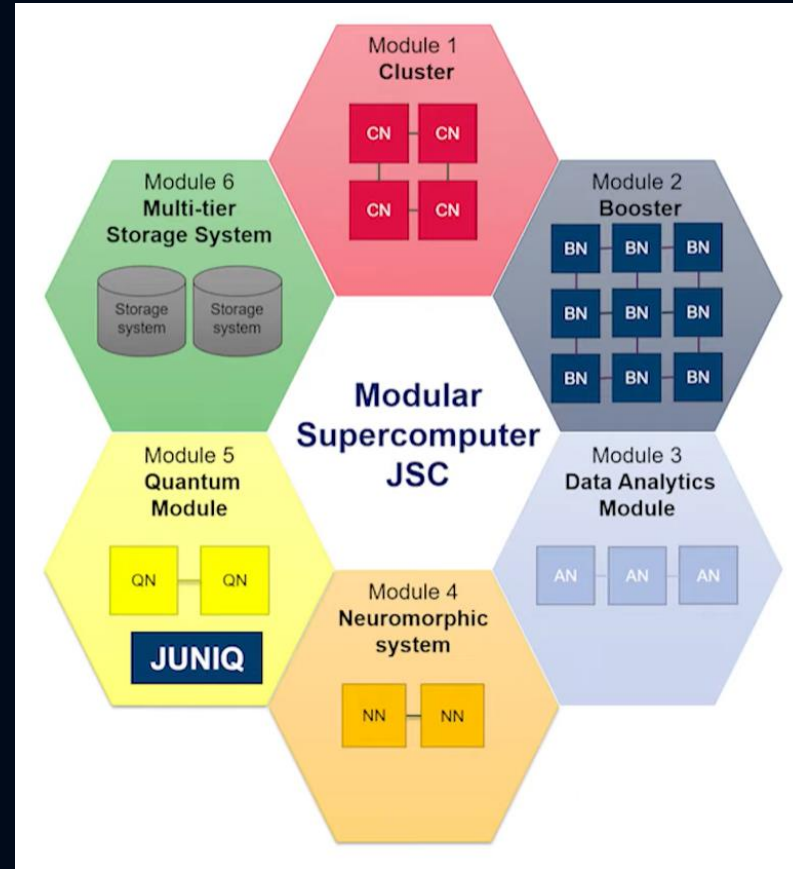 Module 1
Cluster
CN CN
CN CN
Module 2
Booster
BN BN BN
BN BN BN
BN BN BN
Module 3
Data Analytics
Module
AN AN AN
Module 4
Neuromorphic
system
NN NN
Module 5
Quantum
Module
QN QN
JUNIQ
Module 6
Multi-tier
Storage System
Storage
system
Storage
system
Modular
Supercomputer
JSC